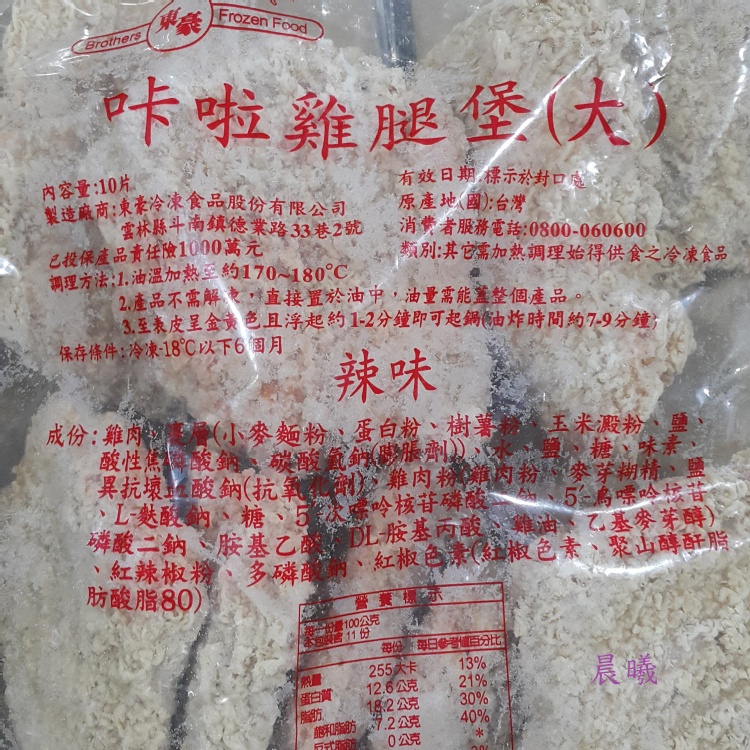 Brothers 東豪 Frozen Food
咔啦雞腿堡(大)
內容量:10片
製造廠商:東豪冷凍食品股份有限公司
雲林縣斗南鎮德業路33巷2號
已投保產品責任險1000萬元
有效日期:標示於封口處
原產地(國):台灣
消費者服務電話:0800-060600
類別:其它需加熱調理始得供食之冷凍食品
調理方法:1.油溫加熱至約170~180°C
2.產品不需解凍,直接置於油中,油量需能蓋整個產品。
3.至表皮呈金黃色且浮起約1-2分鐘即可起鍋(油炸時間約7-9分鐘)
保存條件:冷凍-18°C以下6個月
辣味
成份:雞肉、裹層(小麥麵粉、蛋白粉、樹薯粉、玉米澱粉、鹽、
酸性焦磷酸鈉、碳酸氫鈉(膨脹劑))、水、鹽、糖、味素、
異抗壞血酸鈉(抗氧化劑)、雞肉粉(雞肉粉、麥芽糊精、鹽
、L-麩酸鈉、糖、5'-次嘌呤核苷磷酸二鈉、5'-鳥嘌呤核苷
磷酸二鈉、胺基乙酸、DL-胺基丙酸、雞油、乙基麥芽醇)
、紅辣椒粉、多磷酸鈉、紅椒色素(紅椒色素、聚山醇酐脂
肪酸脂80)
營養標示
每一份量100公克
本包裝含11份
每份 每日參考值百分比
熱量 255大卡 13%
蛋白質 12.6公克 21%
脂肪 18.2公克 30%
飽和脂肪 7.2公克 40%
反式脂肪 0公克 *
晨曦